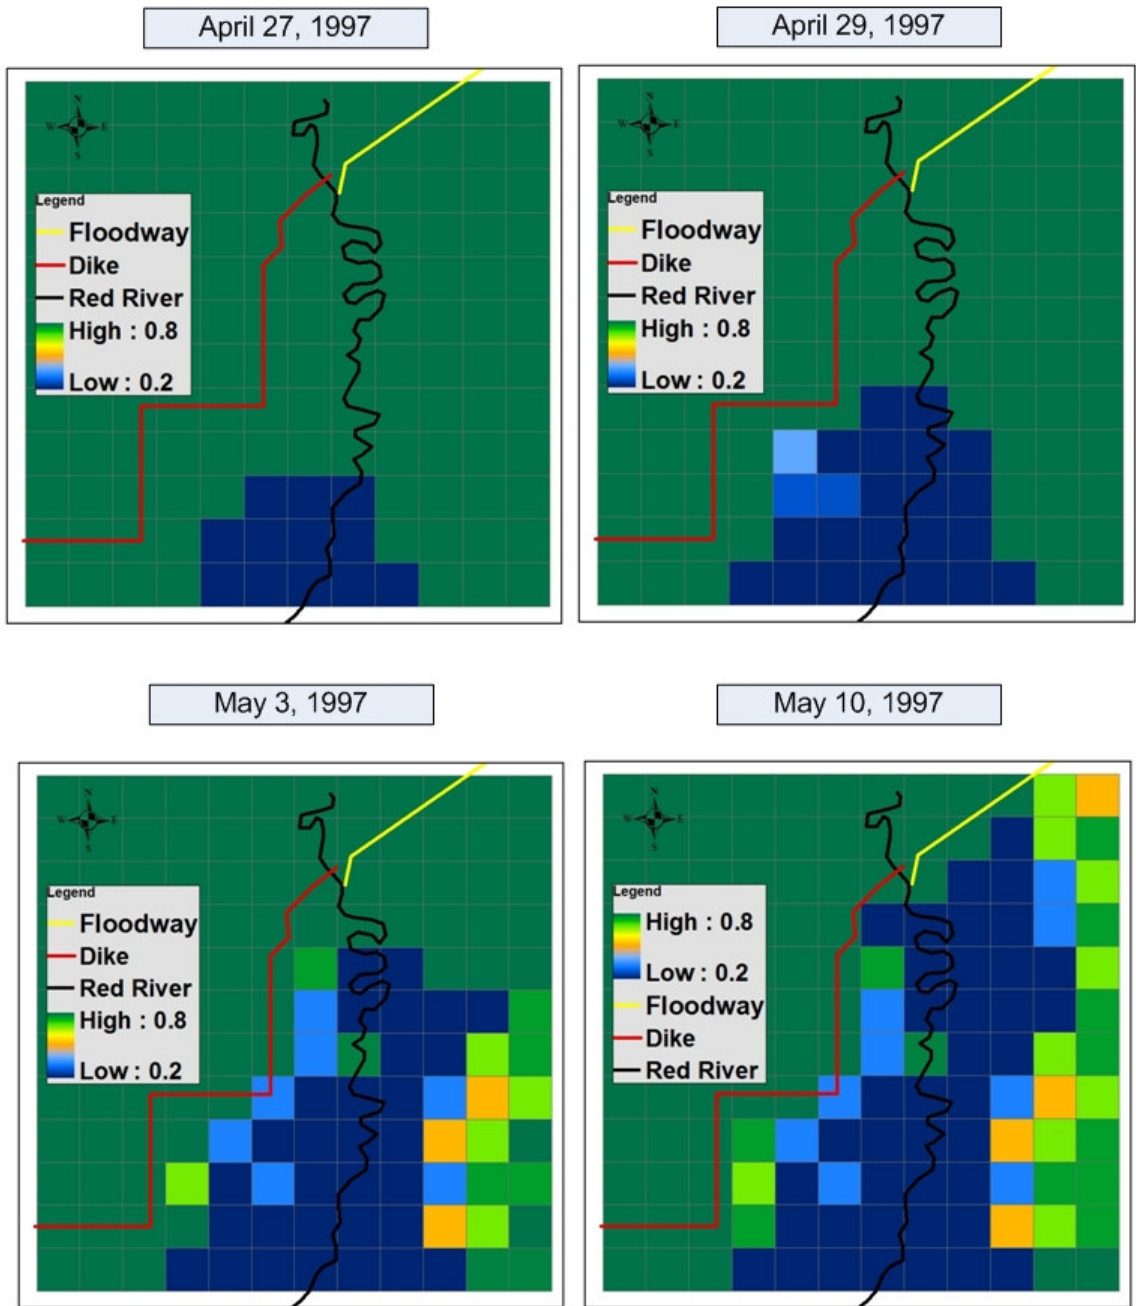 April 27, 1997
April 29, 1997
N
W E
S
Legend
Floodway
Dike
Red River
High : 0.8
Low : 0.2
N
W E
S
Legend
Floodway
Dike
Red River
High : 0.8
Low : 0.2
May 3, 1997
May 10, 1997
N
W E
S
Legend
Floodway
Dike
Red River
High : 0.8
Low : 0.2
N
W E
S
Legend
High : 0.8
Low : 0.2
Floodway
Dike
Red River